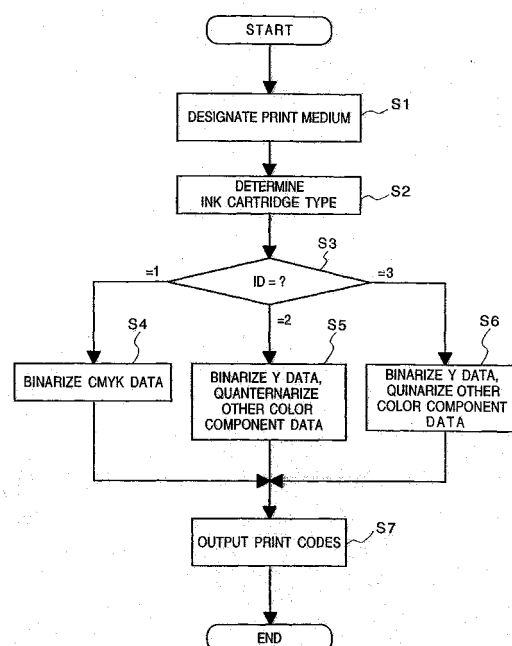 START
DESIGNATE PRINT MEDIUM
S1
DETERMINE
INK CARTRIDGE TYPE
S2
S3
ID = ?
=1
=2
=3
S4
BINARIZE CMYK DATA
S5
BINARIZE Y DATA,
QUANTERNARIZE
OTHER COLOR
COMPONENT DATA
S6
BINARIZE Y DATA,
QUINARIZE OTHER
COLOR COMPONENT
DATA
OUTPUT PRINT CODES
S7
END